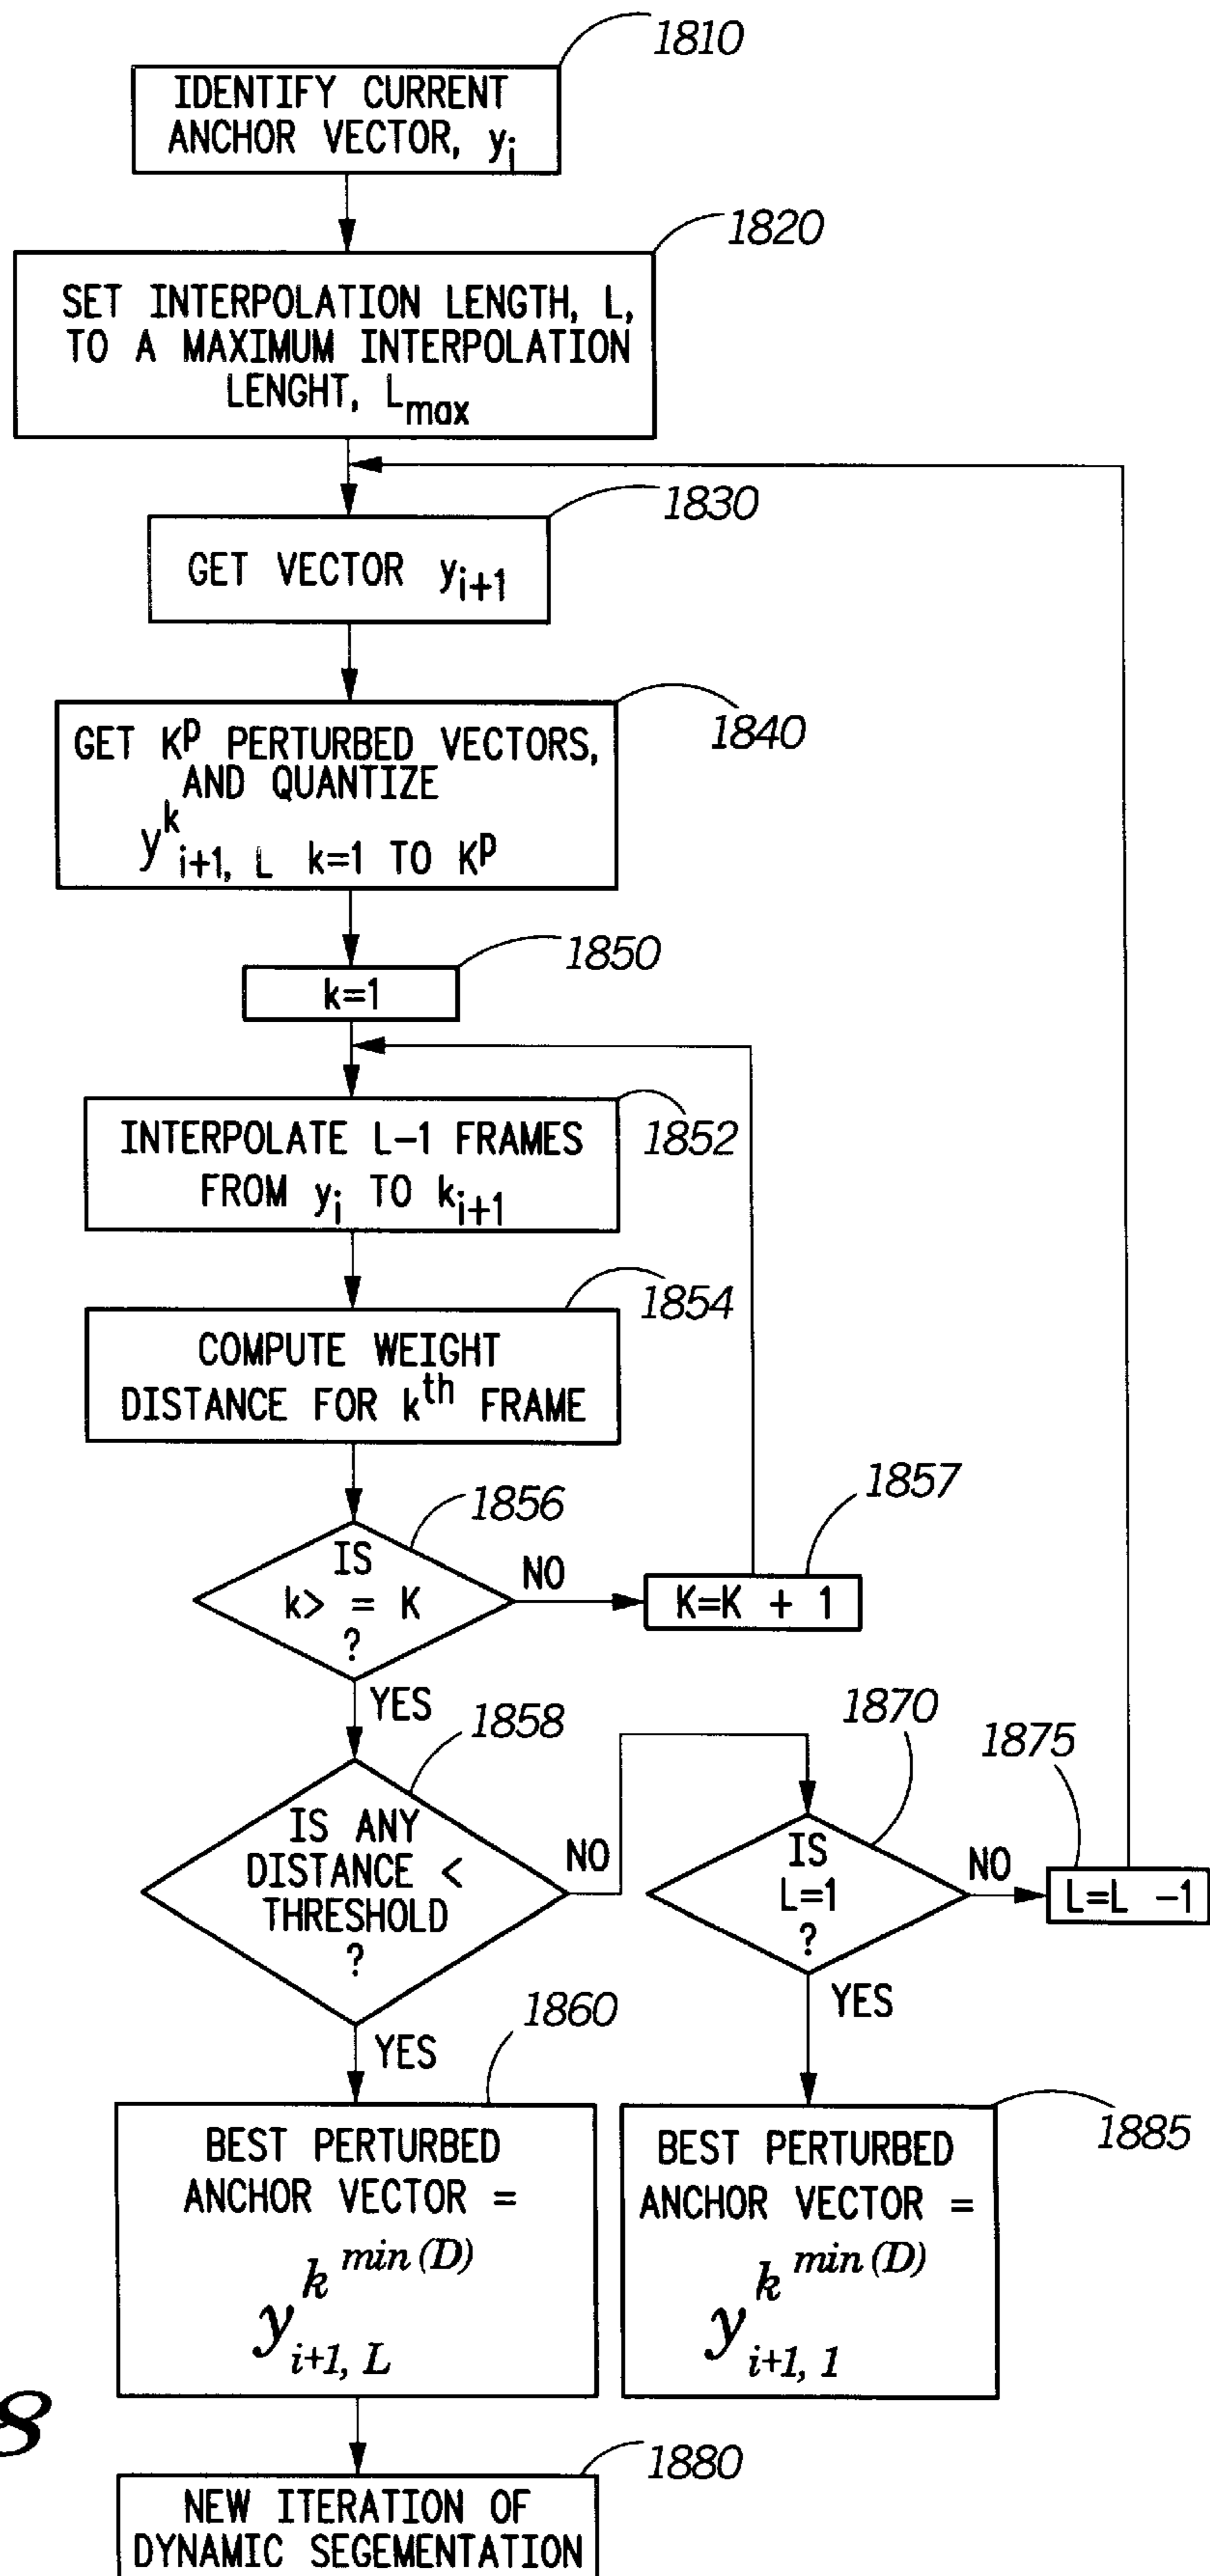 1810
IDENTIFY CURRENT
ANCHOR VECTOR, yi
1820
SET INTERPOLATION LENGTH, L,
TO A MAXIMUM INTERPOLATION
LENGHT, Lmax
1830
GET VECTOR yi+1
1840
GET KP PERTURBED VECTORS,
AND QUANTIZE
y^k i+1, L k=1 TO KP
1850
k=1
1852
INTERPOLATE L-1 FRAMES
FROM yi TO ki+1
1854
COMPUTE WEIGHT
DISTANCE FOR kth FRAME
1856
IS
k> = K
?
NO
1857
K=K + 1
YES
1858
IS ANY
DISTANCE <
THRESHOLD
?
NO
1870
IS
L=1
?
NO
1875
L=L -1
YES
YES
1860
BEST PERTURBED
ANCHOR VECTOR =
y^k min (D) i+1, L
1885
BEST PERTURBED
ANCHOR VECTOR =
y^k min (D) i+1, 1
8
1880
NEW ITERATION OF
DYNAMIC SEGEMENTATION